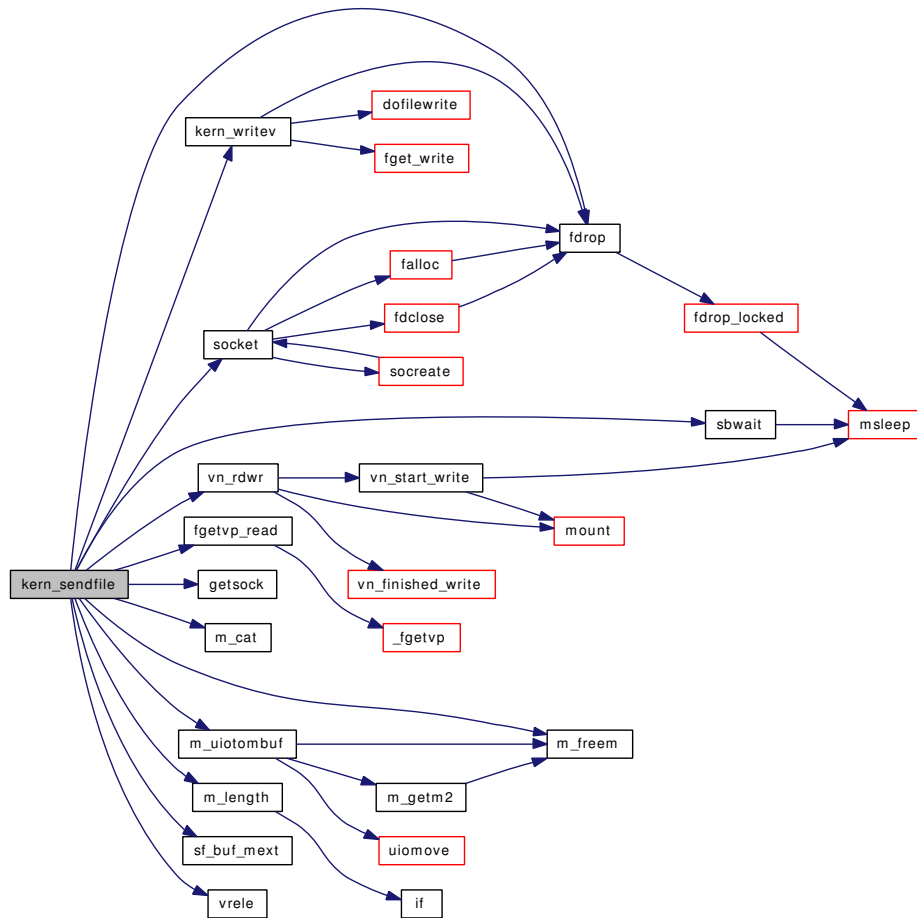 dofilewrite
kern_writev
fget_write
fdrop
falloc
fdrop_locked
fdclose
socket
socreate
sbwait
msleep
vn_rdwr
vn_start_write
fgetvp_read
mount
kern_sendfile
getsock
vn_finished_write
m_cat
_fgetvp
m_uiotombuf
m_freem
m_length
m_getm2
sf_buf_mext
uiomove
vrele
if